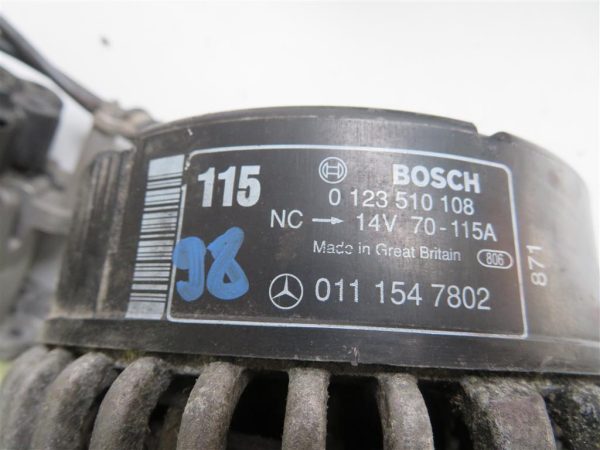 115
BOSCH
0 123 510 108
NC → 14V 70-115A
Made in Great Britain 806
98
011 154 7802
871